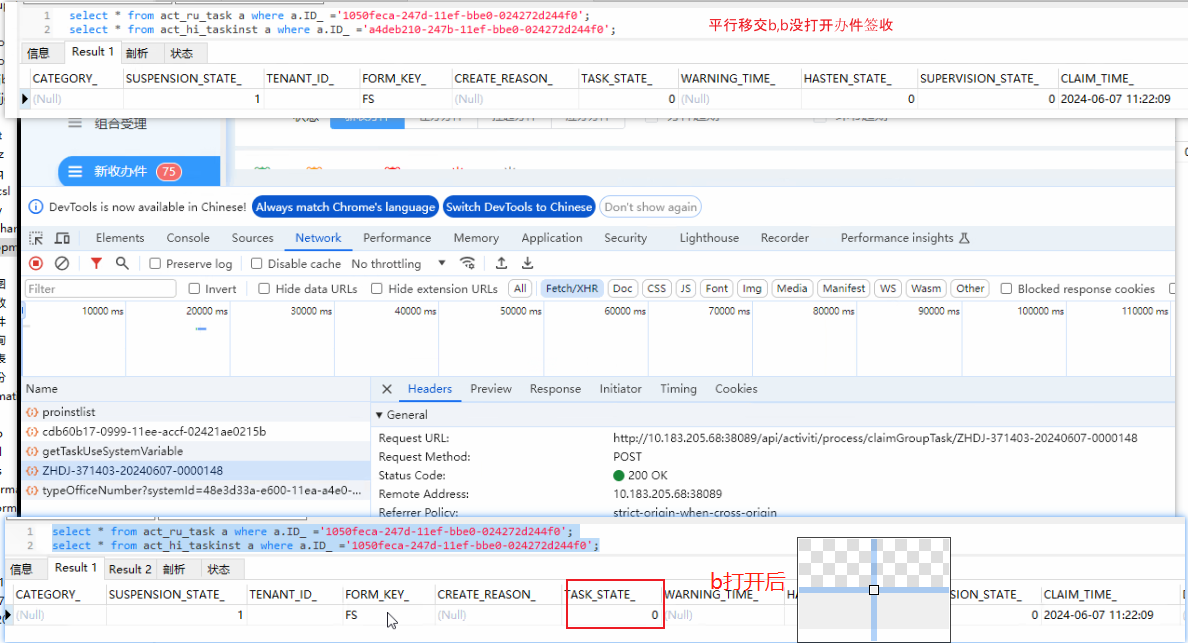 1 select * from act_ru_task a where a.ID_ ='1050feca-247d-11ef-bbe0-024272d244f0';
2 select * from act_hi_taskinst a where a.ID_ ='a4deb210-247b-11ef-bbe0-024272d244f0';
平行移交b,b没打开办件签收
信息 Result 1 剖析 状态
CATEGORY_ SUSPENSION_STATE_ TENANT_ID_ FORM_KEY_ CREATE_REASON_ TASK_STATE_ WARNING_TIME_ HASTEN_STATE_ SUPERVISION_STATE_ CLAIM_TIME_
(Null) 1 FS (Null) 0 (Null) 0 0 2024-06-07 11:22:09
组合受理
新收办件 75
DevTools is now available in Chinese! Always match Chrome's language Switch DevTools to Chinese Don't show again
Elements Console Sources Network Performance Memory Application Security Lighthouse Recorder Performance insights
Preserve log Disable cache No throttling
Filter Invert Hide data URLs Hide extension URLs All Fetch/XHR Doc CSS JS Font Img Media Manifest WS Wasm Other Blocked response cookies
10000 ms 20000 ms 30000 ms 40000 ms 50000 ms 60000 ms 70000 ms 80000 ms 90000 ms 100000 ms 110000 ms
Name Headers Preview Response Initiator Timing Cookies
proinstlist
General
cdb60b17-0999-11ee-accf-02421ae0215b
Request URL: http://10.183.205.68:38089/api/activiti/process/claimGroupTask/ZHDJ-371403-20240607-0000148
getTaskUseSystemVariable
Request Method: POST
ZHDJ-371403-20240607-0000148
Status Code: 200 OK
typeOfficeNumber?systemId=48e3d33a-e600-11ea-a4e0-...
Remote Address: 10.183.205.68:38089
Referrer Policy: strict-origin-when-cross-origin
1 select * from act_ru_task a where a.ID_ ='1050feca-247d-11ef-bbe0-024272d244f0';
2 select * from act_hi_taskinst a where a.ID_ ='1050feca-247d-11ef-bbe0-024272d244f0';
信息 Result 1 Result 2 剖析 状态
b打开后
CATEGORY_ SUSPENSION_STATE_ TENANT_ID_ FORM_KEY_ CREATE_REASON_ TASK_STATE_ WARNING_TIME_ HA SION_STATE_ CLAIM_TIME_
(Null) 1 FS (Null) 0 (Null) 0 2024-06-07 11:22:09